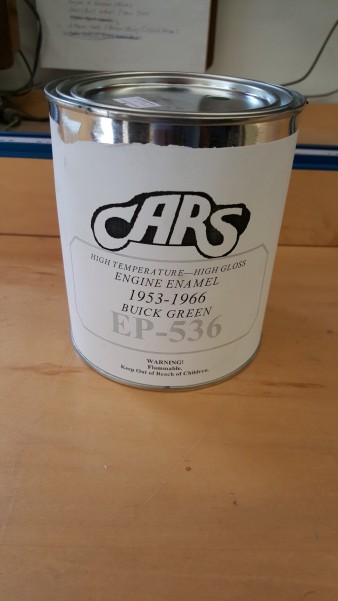 CARS
HIGH TEMPERATURE—HIGH GLOSS
ENGINE ENAMEL
1953-1966
BUICK GREEN
EP-536
WARNING!
Flammable.
Keep Out of Reach of Children.